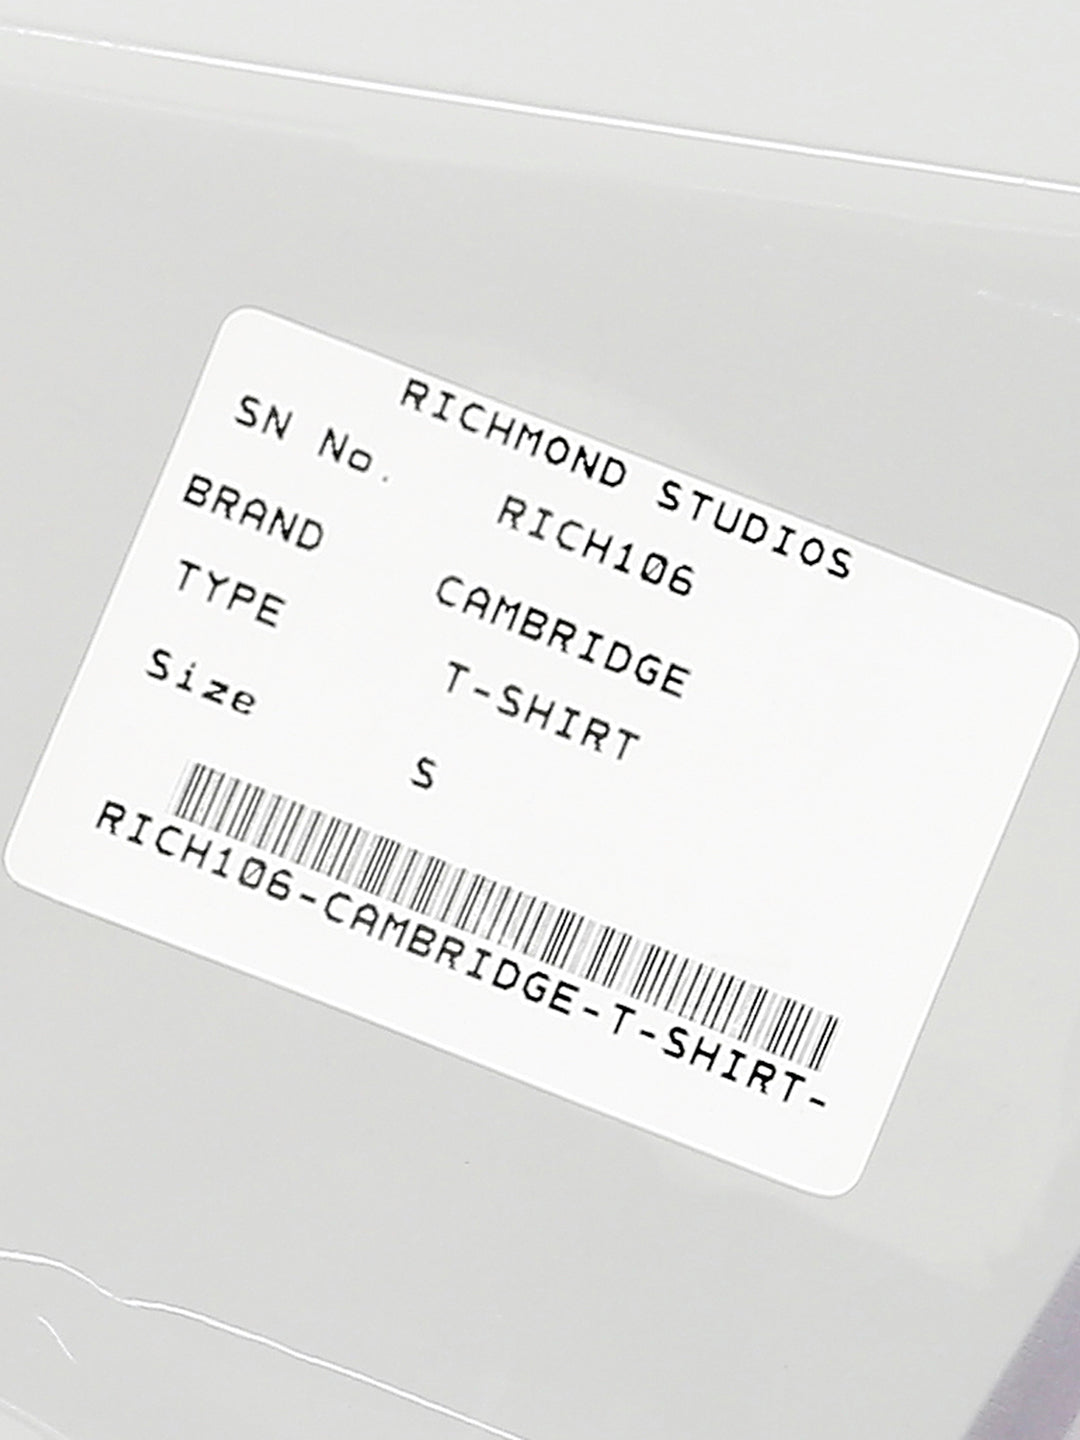 RICHMOND STUDIOS
SN No. RICH106
BRAND CAMBRIDGE
TYPE T-SHIRT
Size S
RICH106-CAMBRIDGE-T-SHIRT-